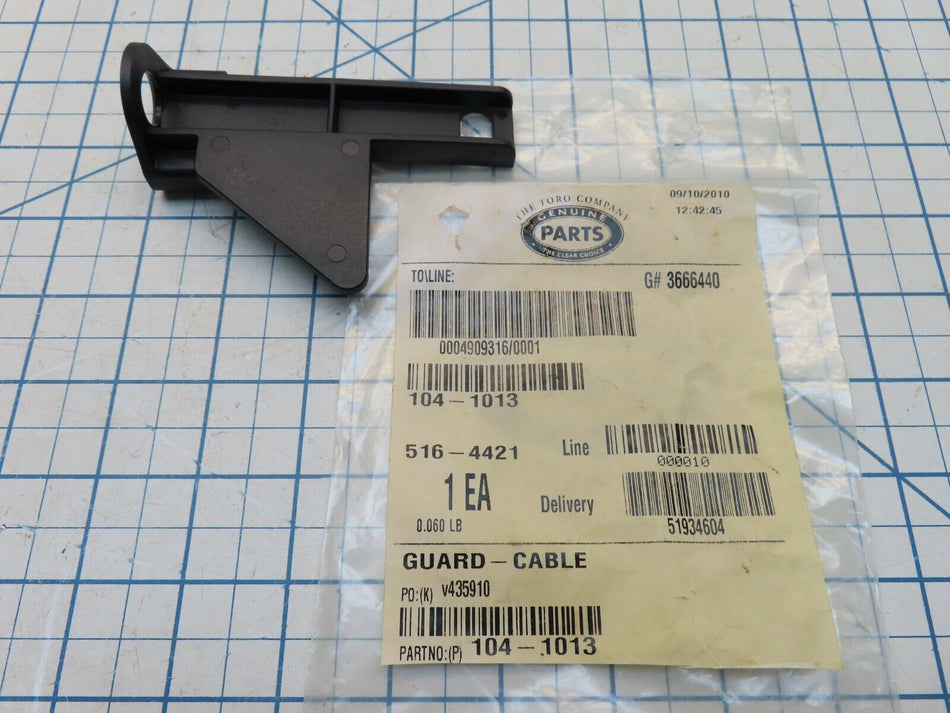 THE TORO COMPANY
GENUINE
PARTS
THE CLEAR CHOICE
09/10/2010
12:42:45
TO\LINE:
G# 3666440
0004909316/0001
104-1013
516-4421
Line
000010
1 EA
Delivery
0.060 LB
51934604
GUARD-CABLE
PO:(K) V435910
PARTNO:(P) 104-1013